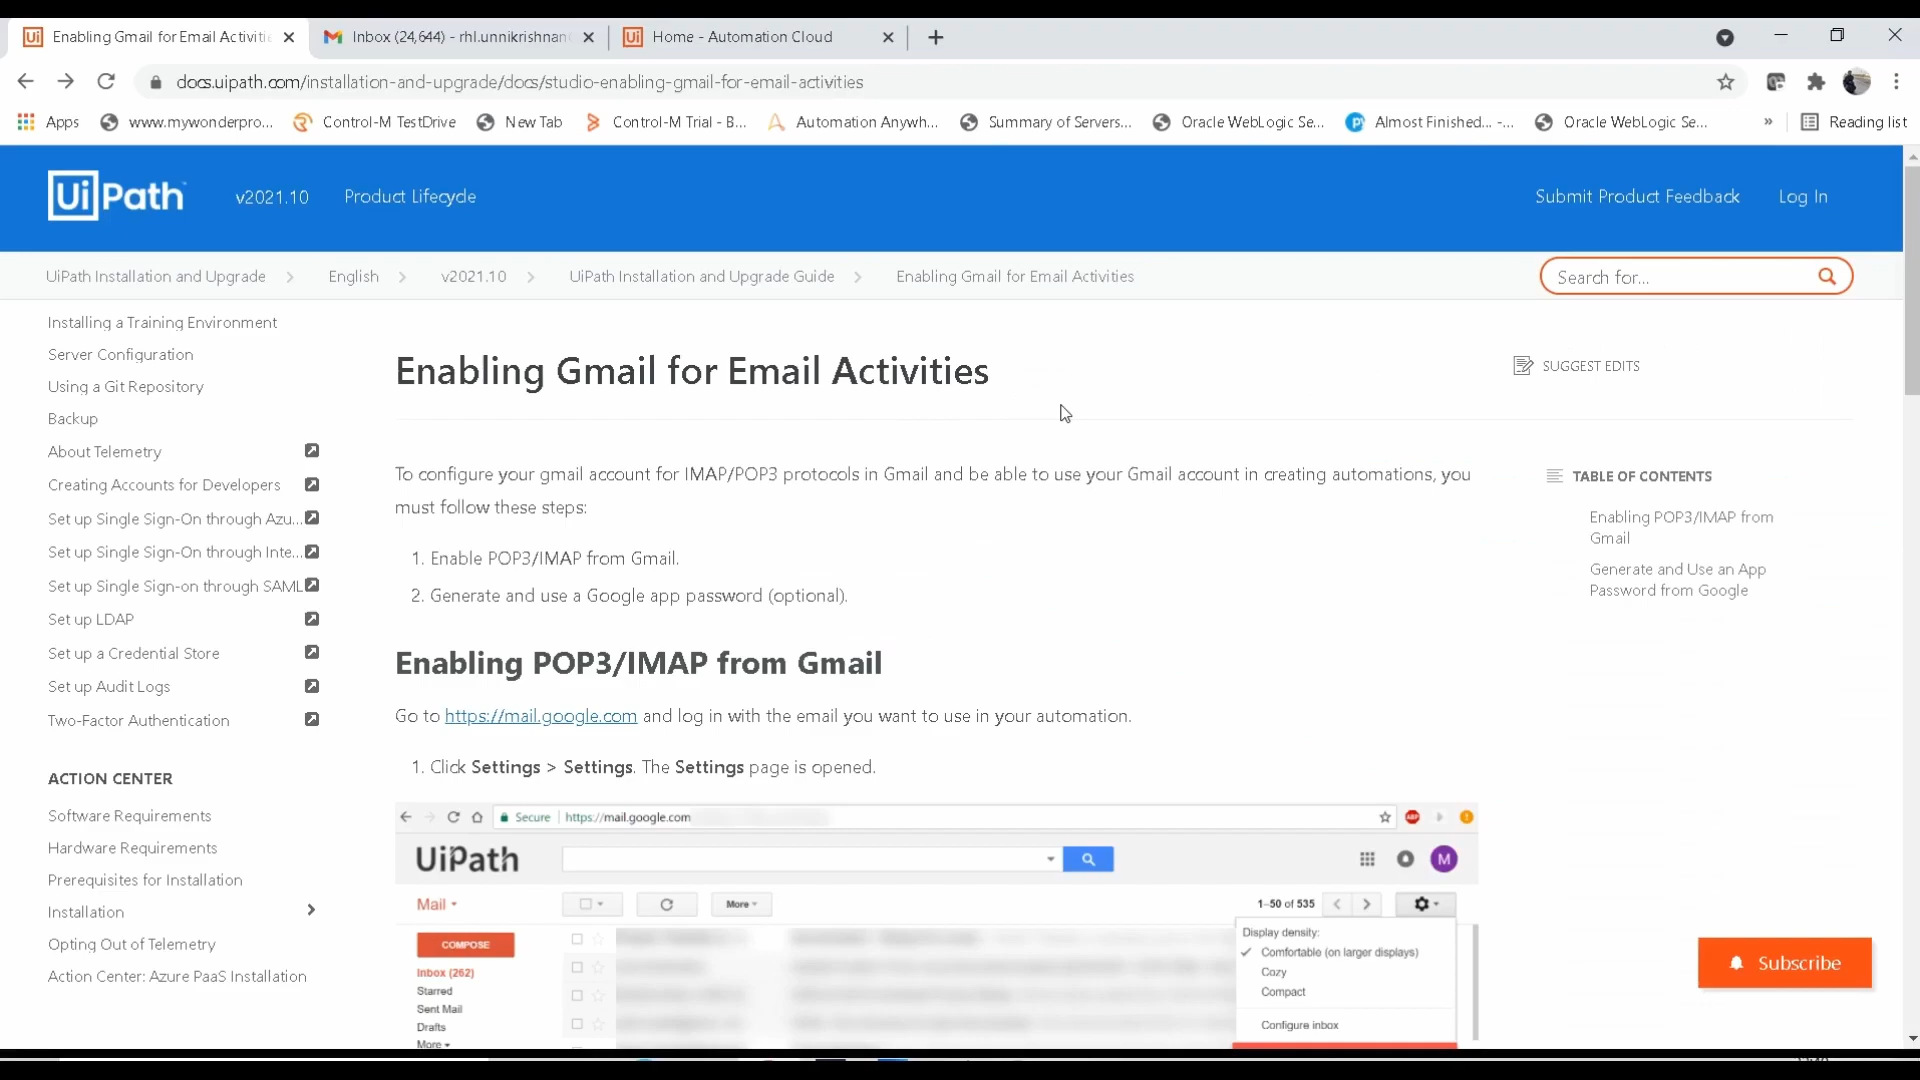 Enabling Gmail for Email Activiti
Inbox (24,644) - rhl.unnikrishnan
Home - Automation Cloud
docs.uipath.com/installation-and-upgrade/docs/studio-enabling-gmail-for-email-activities
Apps
www.mywonderpro...
Control-M TestDrive
New Tab
Control-M Trial - B...
Automation Anywh...
Summary of Servers...
Oracle WebLogic Se...
Almost Finished... -...
Oracle WebLogic Se...
»
Reading list
UiPath
v2021.10
Product Lifecycle
Submit Product Feedback
Log In
UiPath Installation and Upgrade > English > v2021.10 > UiPath Installation and Upgrade Guide > Enabling Gmail for Email Activities
Search for...
Installing a Training Environment
Server Configuration
Using a Git Repository
Backup
About Telemetry
Creating Accounts for Developers
Set up Single Sign-On through Azu...
Set up Single Sign-On through Inte...
Set up Single Sign-on through SAML
Set up LDAP
Set up a Credential Store
Set up Audit Logs
Two-Factor Authentication
ACTION CENTER
Software Requirements
Hardware Requirements
Prerequisites for Installation
Installation
Opting Out of Telemetry
Action Center: Azure PaaS Installation
Enabling Gmail for Email Activities
SUGGEST EDITS
To configure your gmail account for IMAP/POP3 protocols in Gmail and be able to use your Gmail account in creating automations, you
must follow these steps:
1. Enable POP3/IMAP from Gmail.
2. Generate and use a Google app password (optional).
Enabling POP3/IMAP from Gmail
Go to https://mail.google.com and log in with the email you want to use in your automation.
1. Click Settings > Settings. The Settings page is opened.
Secure
https://mail.google.com
ABP
UiPath
M
Mail
More
1–50 of 535
COMPOSE
Inbox (262)
Starred
Sent Mail
Drafts
More
Display density:
Comfortable (on larger displays)
Cozy
Compact
Configure inbox
TABLE OF CONTENTS
Enabling POP3/IMAP from
Gmail
Generate and Use an App
Password from Google
Subscribe